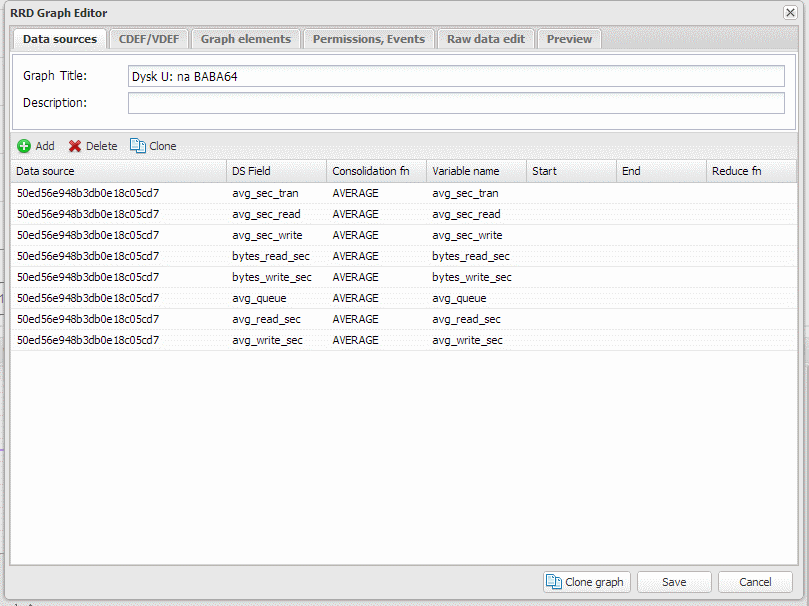 RRD Graph Editor
Data sources CDEF/VDEF Graph elements Permissions, Events Raw data edit Preview
Graph Title: Dysk U: na BABA64
Description:
Add Delete Clone
Data source DS Field Consolidation fn Variable name Start End Reduce fn
50ed56e948b3db0e18c05cd7 avg_sec_tran AVERAGE avg_sec_tran
50ed56e948b3db0e18c05cd7 avg_sec_read AVERAGE avg_sec_read
50ed56e948b3db0e18c05cd7 avg_sec_write AVERAGE avg_sec_write
50ed56e948b3db0e18c05cd7 bytes_read_sec AVERAGE bytes_read_sec
50ed56e948b3db0e18c05cd7 bytes_write_sec AVERAGE bytes_write_sec
50ed56e948b3db0e18c05cd7 avg_queue AVERAGE avg_queue
50ed56e948b3db0e18c05cd7 avg_read_sec AVERAGE avg_read_sec
50ed56e948b3db0e18c05cd7 avg_write_sec AVERAGE avg_write_sec
Clone graph Save Cancel